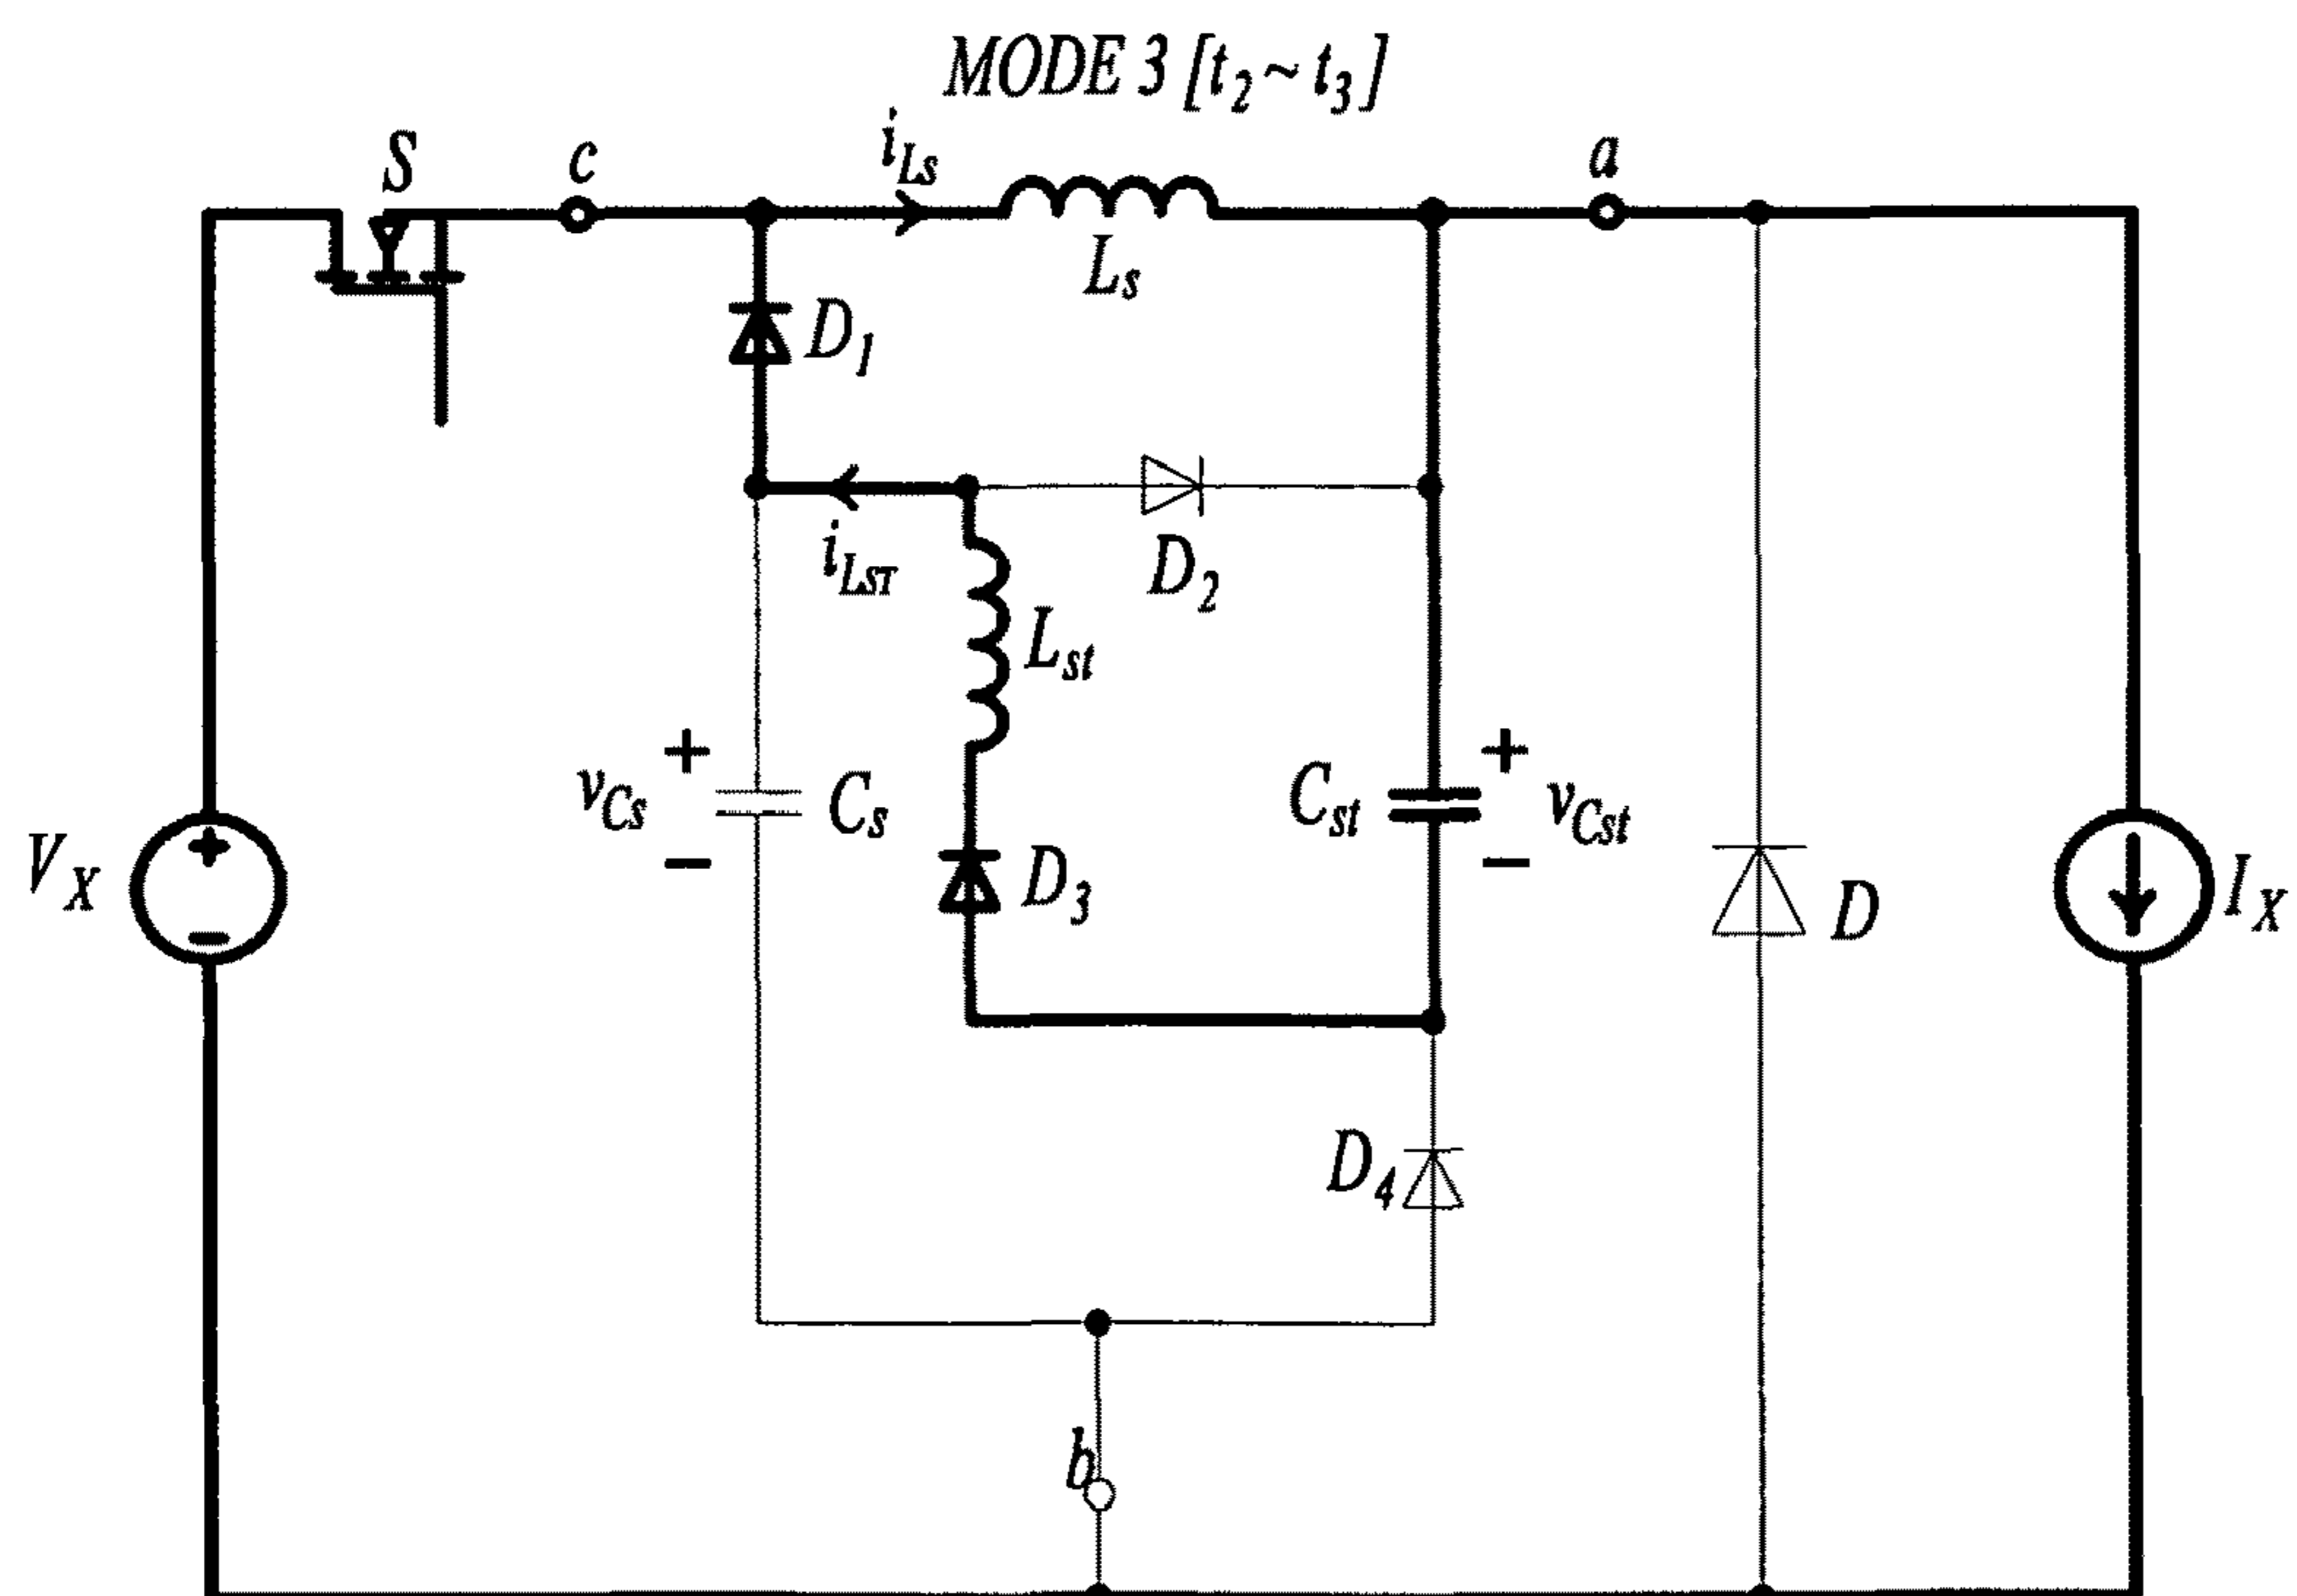 MODE 3 [t2 ~ t3]
S
c
iLs
a
Ls
D1
iLST
D2
Lst
+
vCs
−
Cs
Cst
+
vCst
−
VX
+
−
D3
D
IX
D4
b